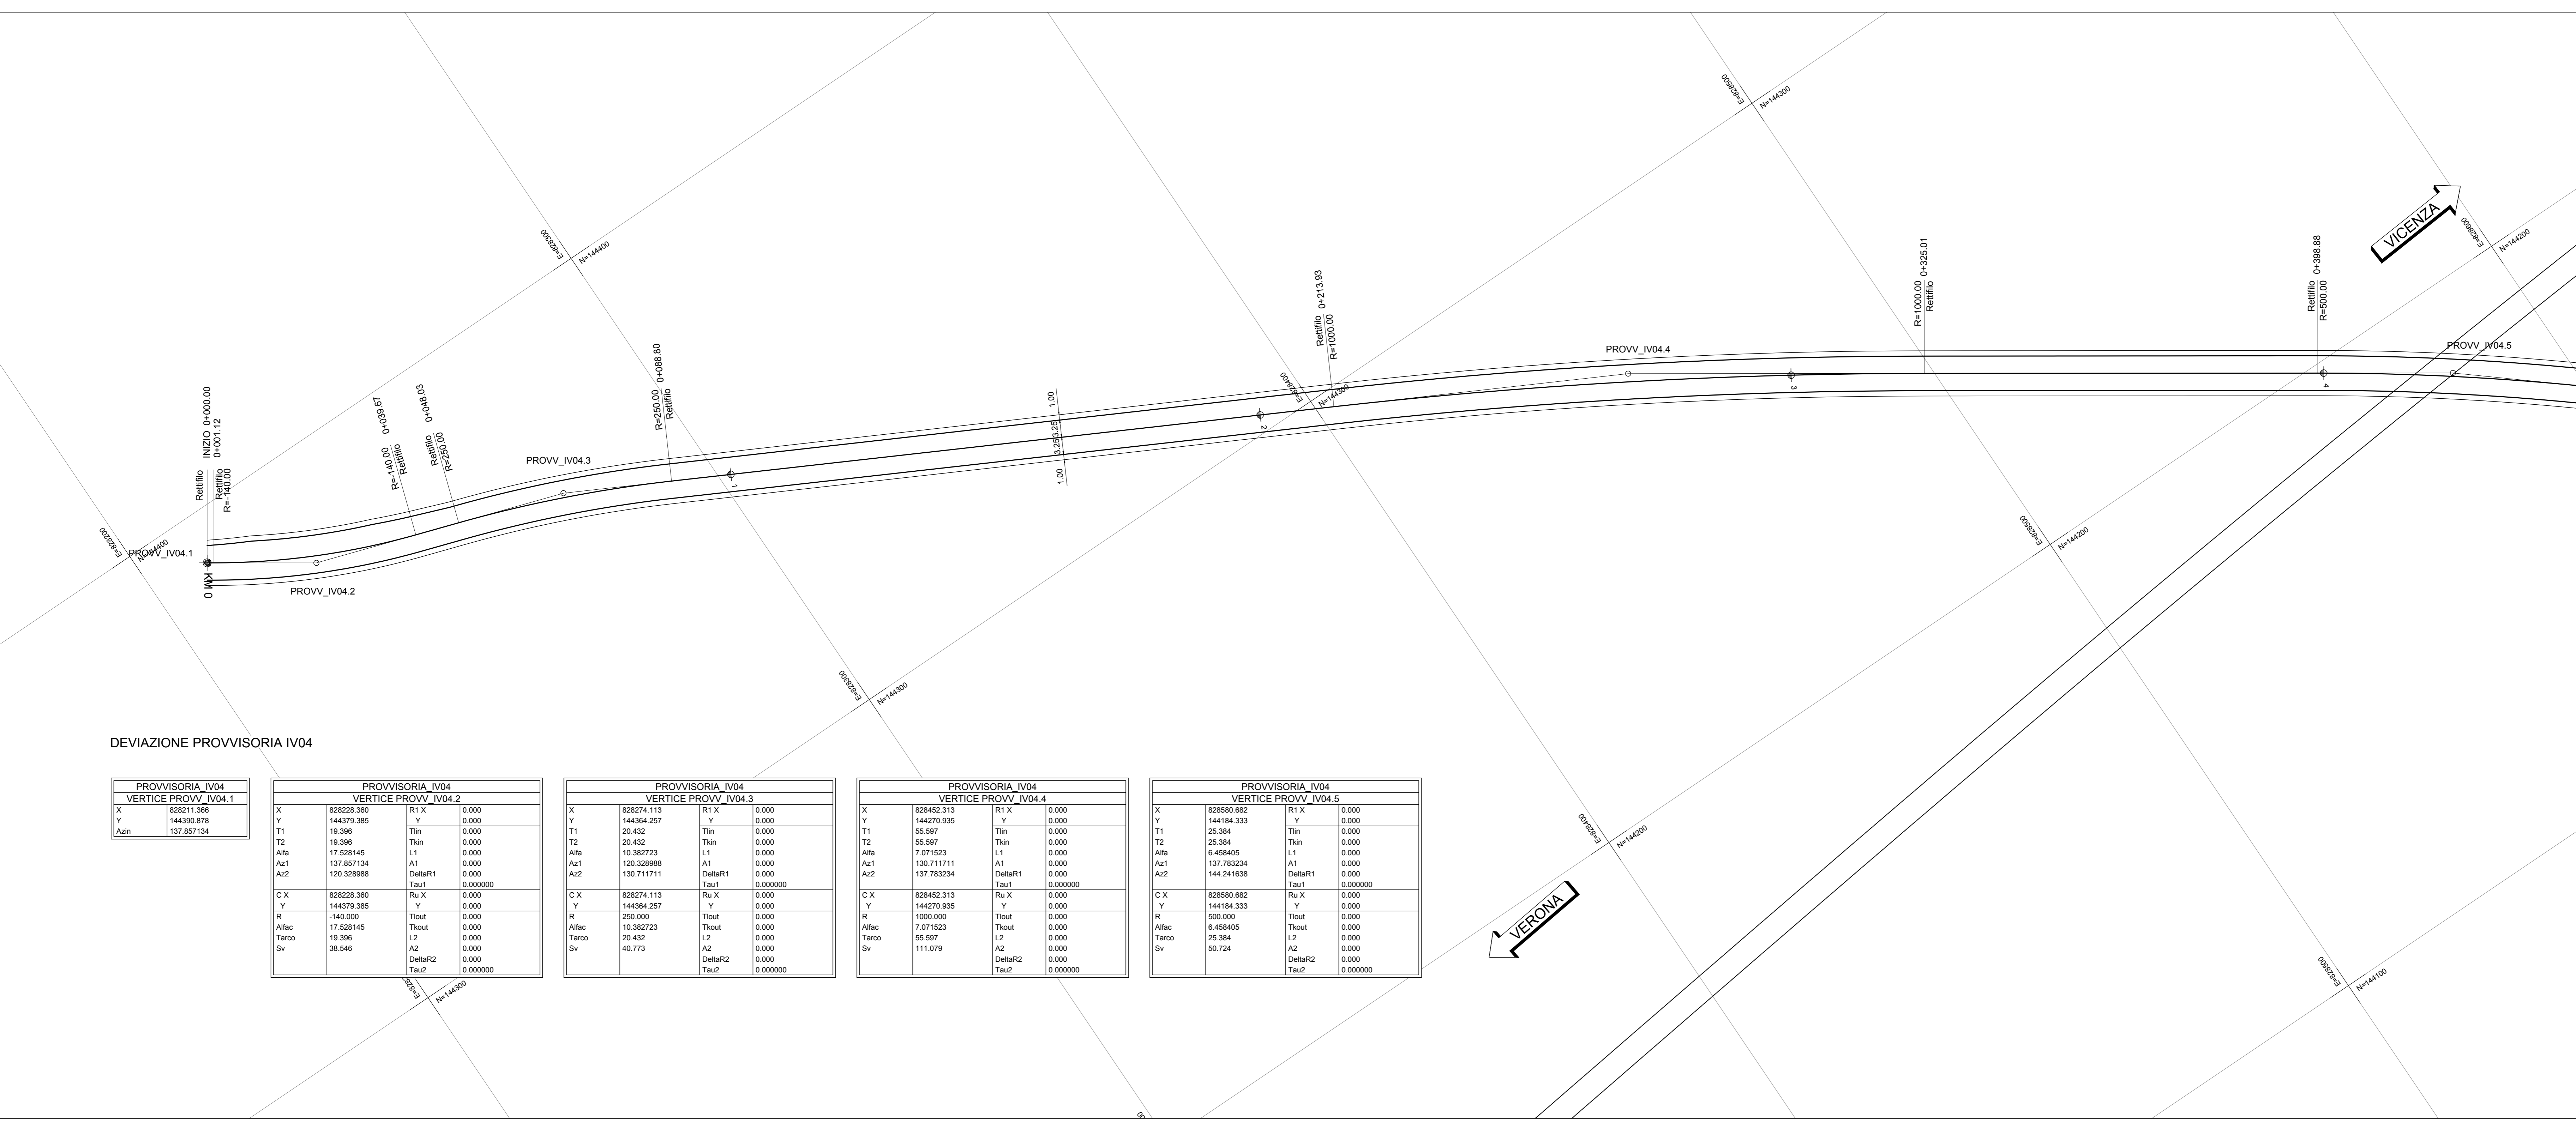 E=828500
N=144300
VICENZA
E=828600
N=144200
E=828300
N=144400
Rettifilo 0+398.88
R=500.00
R=1000.00 0+325.01
Rettifilo
Rettifilo 0+213.93
R=1000.00
PROVV_IV04.4
PROVV_IV04.5
R=250.00 0+088.80
Rettifilo
E=828400
N=144300
4
3
Rettifilo 0+048.03
R=250.00
R=-140.00 0+039.67
Rettifilo
Rettifilo INIZIO 0+000.00
Rettifilo 0+001.12
R=-140.00
1.00
3.25
3.25
1.00
2
PROVV_IV04.3
1
E=828200
N=144400
PROVV_IV04.1
KM 0
PROVV_IV04.2
E=828500
N=144200
E=828300
N=144300
DEVIAZIONE PROVVISORIA IV04
PROVVISORIA_IV04
VERTICE PROVV_IV04.1
X 828211.366
Y 144390.878
Azin 137.857134
PROVVISORIA_IV04
VERTICE PROVV_IV04.2
X 828228.360 R1 X 0.000
Y 144379.385 Y 0.000
T1 19.396 Tlin 0.000
T2 19.396 Tkin 0.000
Alfa 17.528145 L1 0.000
Az1 137.857134 A1 0.000
Az2 120.328988 DeltaR1 0.000
Tau1 0.000000
C X 828228.360 Ru X 0.000
Y 144379.385 Y 0.000
R -140.000 Tlout 0.000
Alfac 17.528145 Tkout 0.000
Tarco 19.396 L2 0.000
Sv 38.546 A2 0.000
DeltaR2 0.000
Tau2 0.000000
PROVVISORIA_IV04
VERTICE PROVV_IV04.3
X 828274.113 R1 X 0.000
Y 144364.257 Y 0.000
T1 20.432 Tlin 0.000
T2 20.432 Tkin 0.000
Alfa 10.382723 L1 0.000
Az1 120.328988 A1 0.000
Az2 130.711711 DeltaR1 0.000
Tau1 0.000000
C X 828274.113 Ru X 0.000
Y 144364.257 Y 0.000
R 250.000 Tlout 0.000
Alfac 10.382723 Tkout 0.000
Tarco 20.432 L2 0.000
Sv 40.773 A2 0.000
DeltaR2 0.000
Tau2 0.000000
PROVVISORIA_IV04
VERTICE PROVV_IV04.4
X 828452.313 R1 X 0.000
Y 144270.935 Y 0.000
T1 55.597 Tlin 0.000
T2 55.597 Tkin 0.000
Alfa 7.071523 L1 0.000
Az1 130.711711 A1 0.000
Az2 137.783234 DeltaR1 0.000
Tau1 0.000000
C X 828452.313 Ru X 0.000
Y 144270.935 Y 0.000
R 1000.000 Tlout 0.000
Alfac 7.071523 Tkout 0.000
Tarco 55.597 L2 0.000
Sv 111.079 A2 0.000
DeltaR2 0.000
Tau2 0.000000
PROVVISORIA_IV04
VERTICE PROVV_IV04.5
X 828580.682 R1 X 0.000
Y 144184.333 Y 0.000
T1 25.384 Tlin 0.000
T2 25.384 Tkin 0.000
Alfa 6.458405 L1 0.000
Az1 137.783234 A1 0.000
Az2 144.241638 DeltaR1 0.000
Tau1 0.000000
C X 828580.682 Ru X 0.000
Y 144184.333 Y 0.000
R 500.000 Tlout 0.000
Alfac 6.458405 Tkout 0.000
Tarco 25.384 L2 0.000
Sv 50.724 A2 0.000
DeltaR2 0.000
Tau2 0.000000
E=828400
N=144200
VERONA
N=144300
E=828500
N=144100